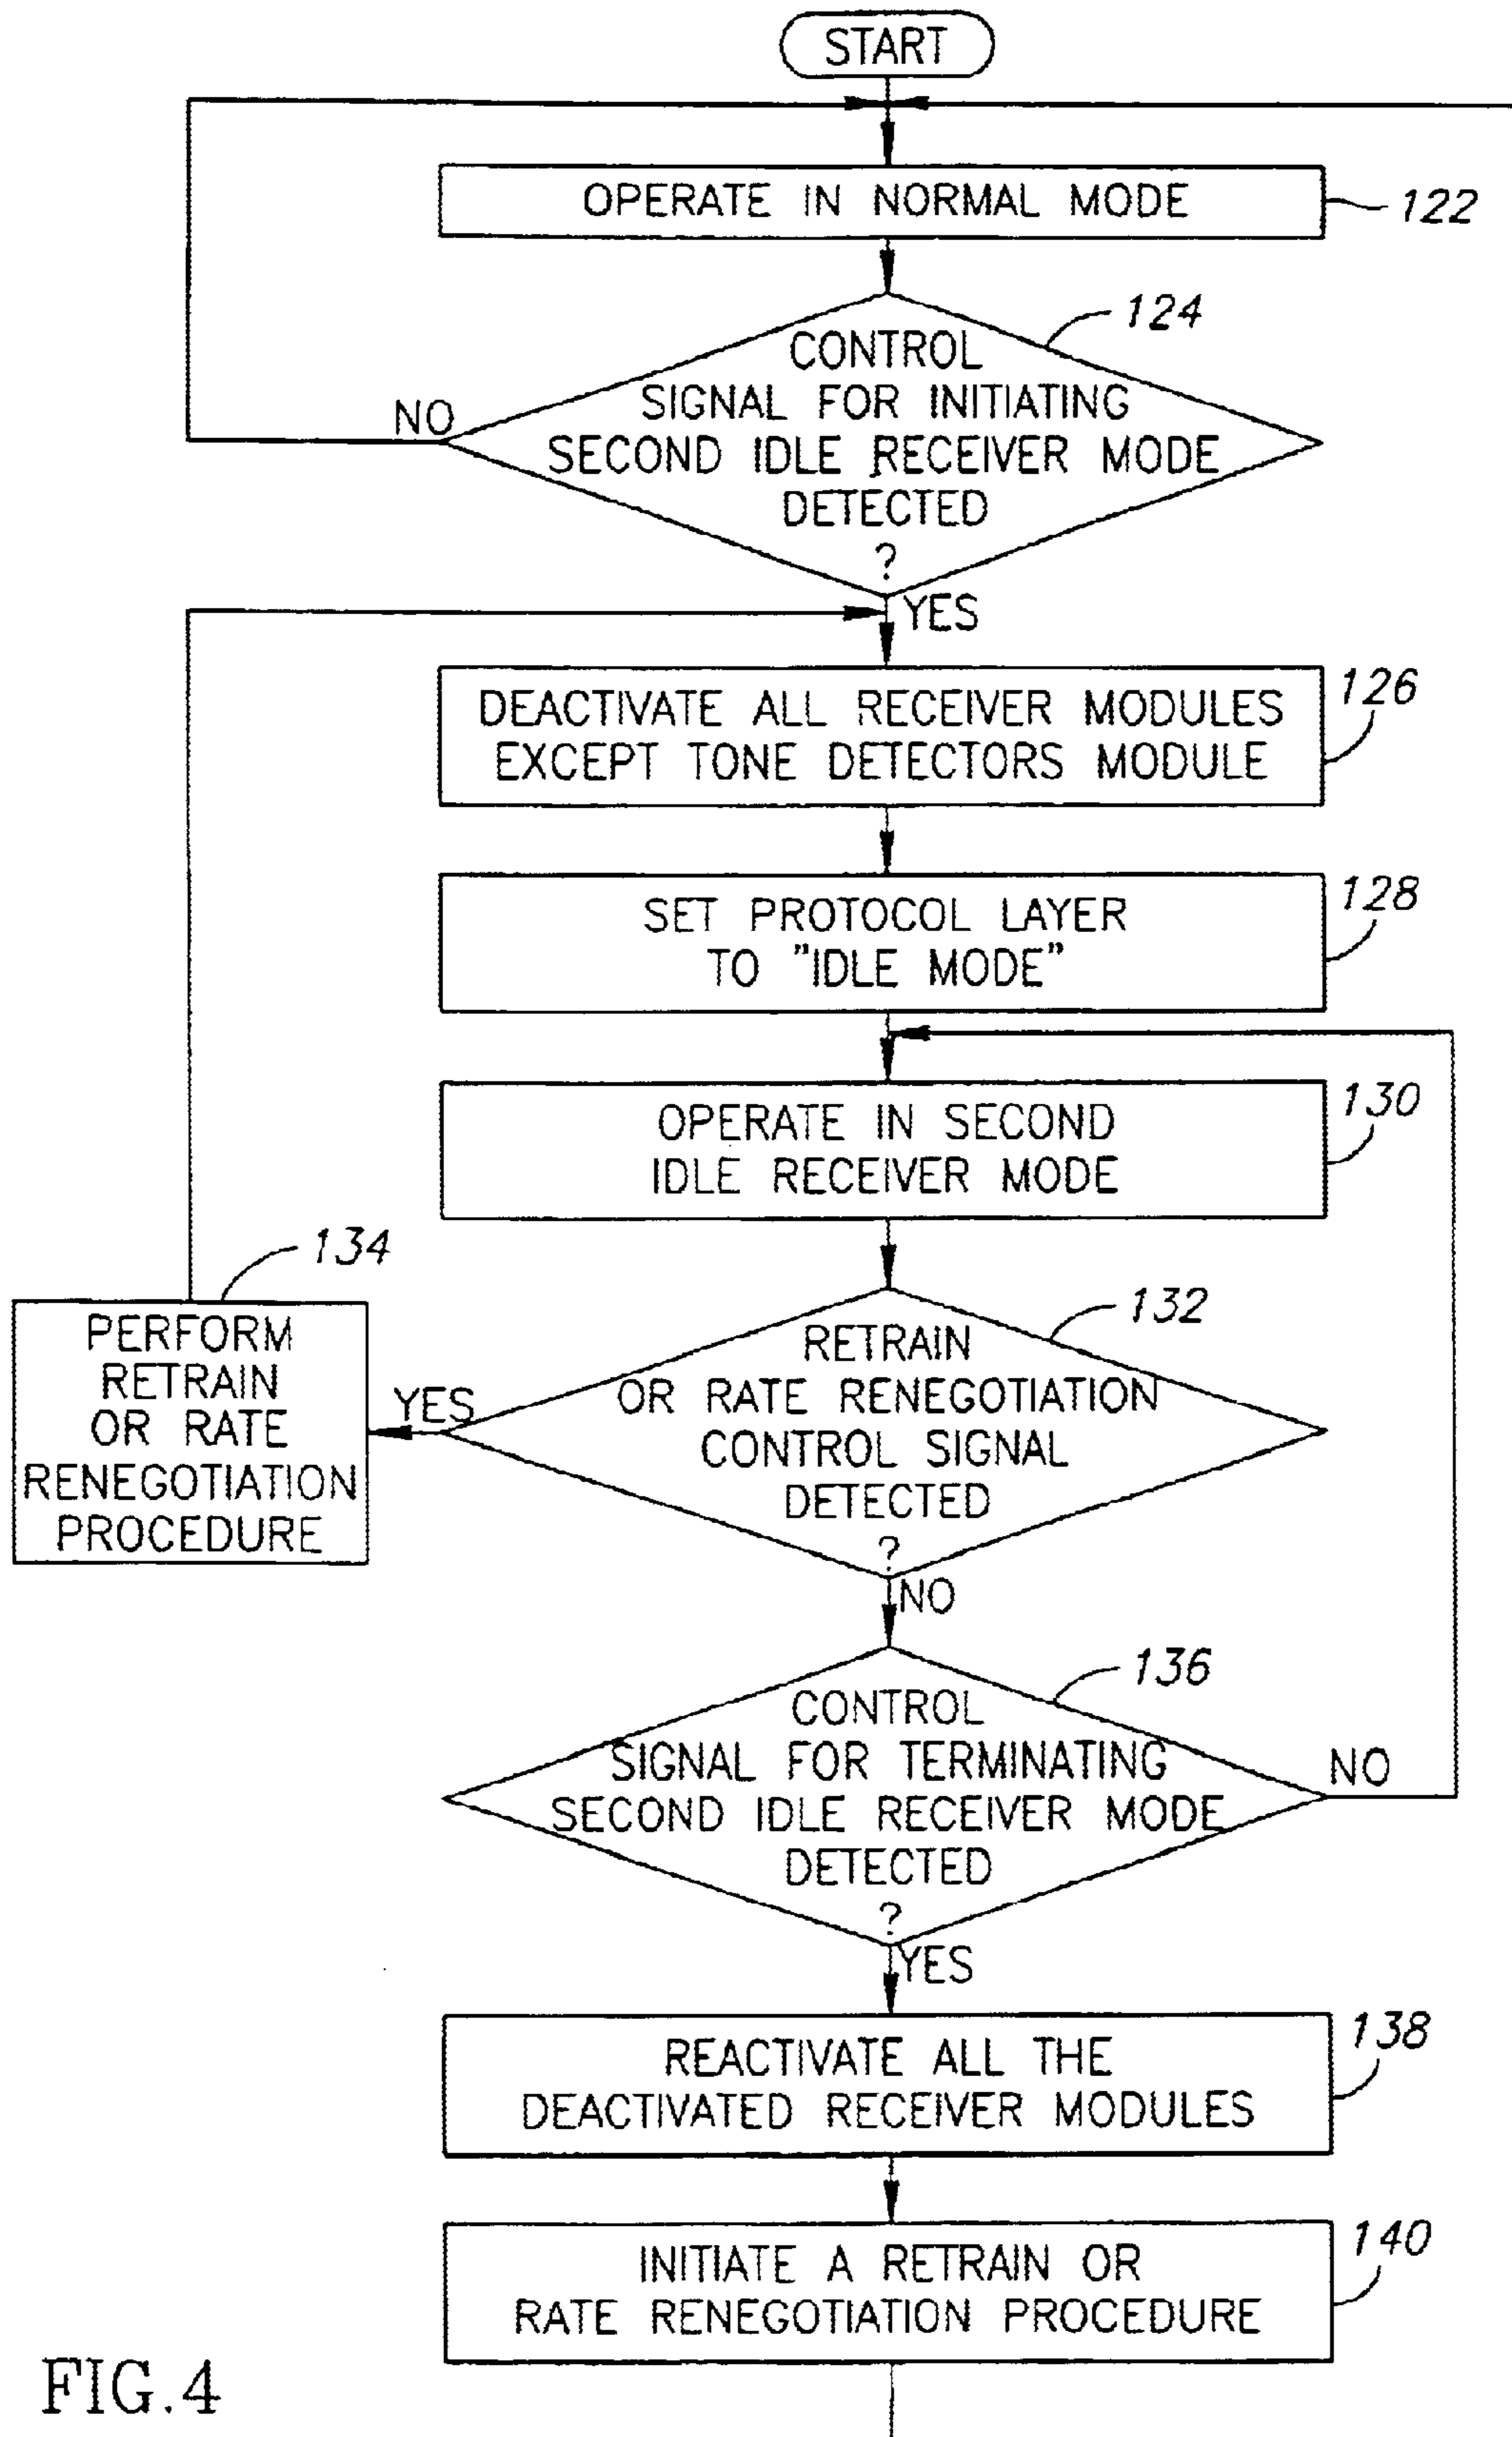 START
OPERATE IN NORMAL MODE
122
124
CONTROL
SIGNAL FOR INITIATING
SECOND IDLE RECEIVER MODE
DETECTED
?
NO
YES
DEACTIVATE ALL RECEIVER MODULES
EXCEPT TONE DETECTORS MODULE
126
SET PROTOCOL LAYER
TO "IDLE MODE"
128
OPERATE IN SECOND
IDLE RECEIVER MODE
130
134
PERFORM
RETRAIN
OR RATE
RENEGOTIATION
PROCEDURE
YES
132
RETRAIN
OR RATE RENEGOTIATION
CONTROL SIGNAL
DETECTED
?
NO
136
CONTROL
SIGNAL FOR TERMINATING
SECOND IDLE RECEIVER MODE
DETECTED
?
NO
YES
REACTIVATE ALL THE
DEACTIVATED RECEIVER MODULES
138
INITIATE A RETRAIN OR
RATE RENEGOTIATION PROCEDURE
140
FIG.4